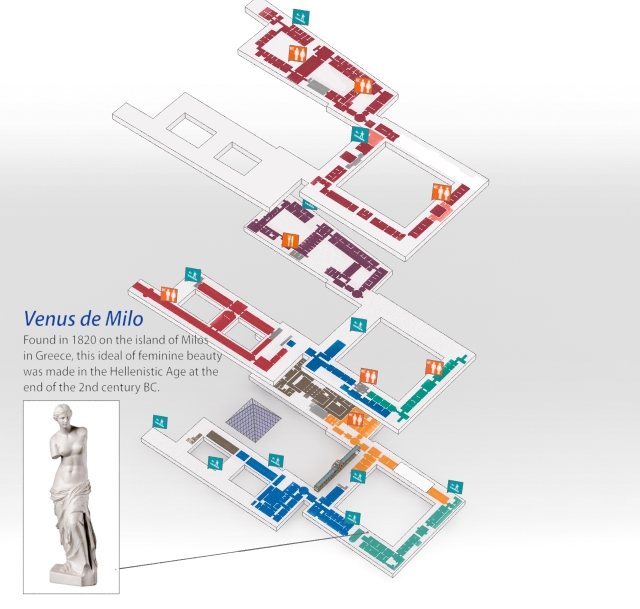 Venus de Milo
Found in 1820 on the island of Milos
in Greece, this ideal of feminine beauty
was made in the Hellenistic Age at the
end of the 2nd century BC.